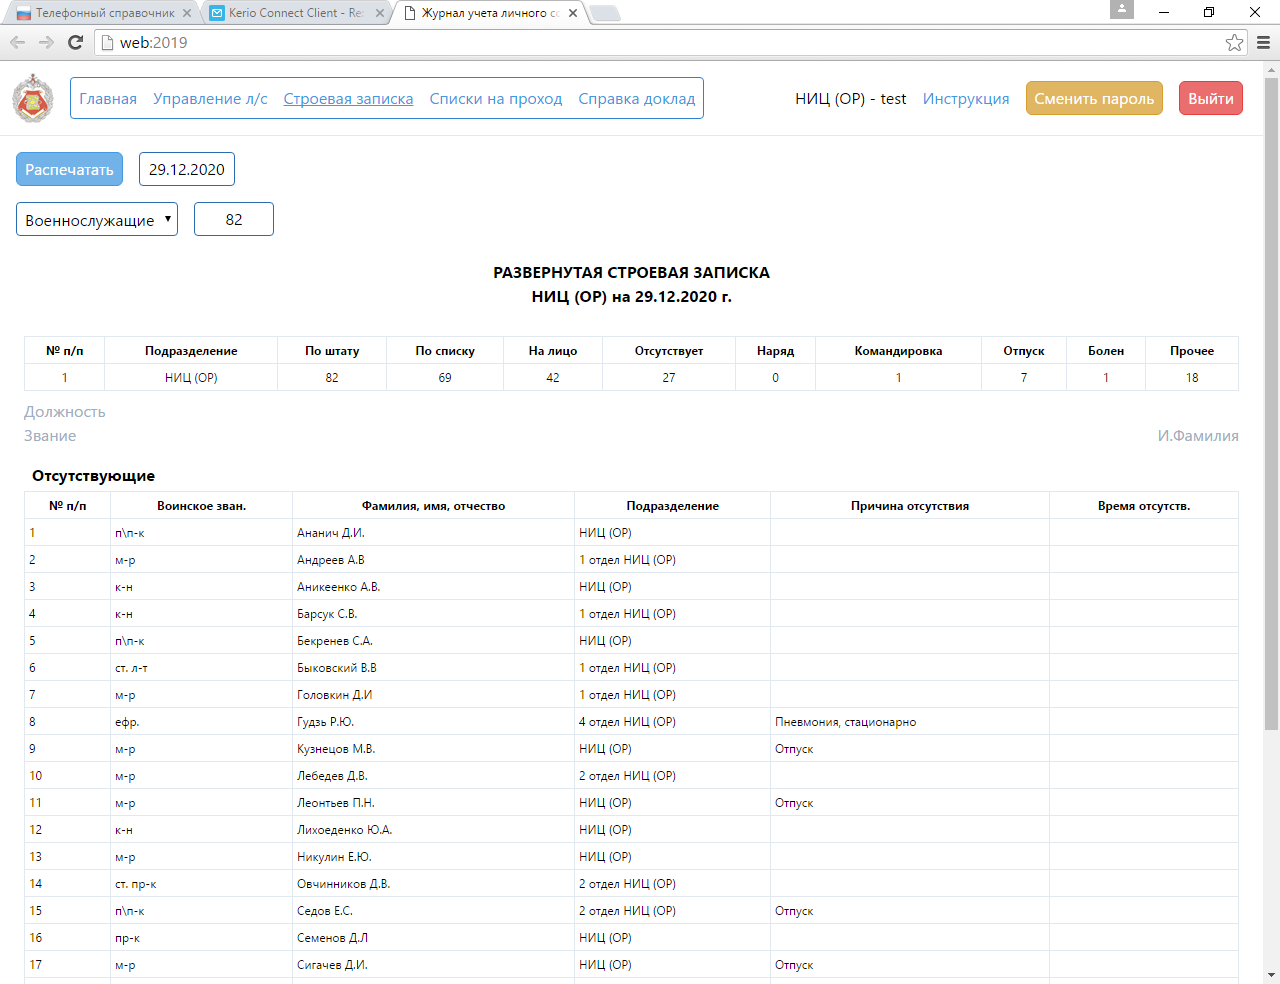 Телефонный справочник
Kerio Connect Client - Re
Журнал учета личного со
web:2019
Главная Управление л/с Строевая записка Списки на проход Справка доклад НИЦ (ОР) - test Инструкция Сменить пароль Выйти
Распечатать 29.12.2020
Военнослужащие 82
РАЗВЕРНУТАЯ СТРОЕВАЯ ЗАПИСКА
НИЦ (ОР) на 29.12.2020 г.
№ п/п Подразделение По штату По списку На лицо Отсутствует Наряд Командировка Отпуск Болен Прочее
1 НИЦ (ОР) 82 69 42 27 0 1 7 1 18
Должность
Звание И.Фамилия
Отсутствующие
№ п/п Воинское зван. Фамилия, имя, отчество Подразделение Причина отсутствия Время отсутств.
1 п\п-к Ананич Д.И. НИЦ (ОР)
2 м-р Андреев А.В 1 отдел НИЦ (ОР)
3 к-н Аникеенко А.В. НИЦ (ОР)
4 к-н Барсук С.В. 1 отдел НИЦ (ОР)
5 п\п-к Бекренев С.А. НИЦ (ОР)
6 ст. л-т Быковский В.В 1 отдел НИЦ (ОР)
7 м-р Головкин Д.И 1 отдел НИЦ (ОР)
8 ефр. Гудзь Р.Ю. 4 отдел НИЦ (ОР) Пневмония, стационарно
9 м-р Кузнецов М.В. НИЦ (ОР) Отпуск
10 м-р Лебедев Д.В. 2 отдел НИЦ (ОР)
11 м-р Леонтьев П.Н. НИЦ (ОР) Отпуск
12 к-н Лихоеденко Ю.А. НИЦ (ОР)
13 м-р Никулин Е.Ю. НИЦ (ОР)
14 ст. пр-к Овчинников Д.В. 2 отдел НИЦ (ОР)
15 п\п-к Седов Е.С. 2 отдел НИЦ (ОР) Отпуск
16 пр-к Семенов Д.Л НИЦ (ОР)
17 м-р Сигачев Д.И. НИЦ (ОР) Отпуск